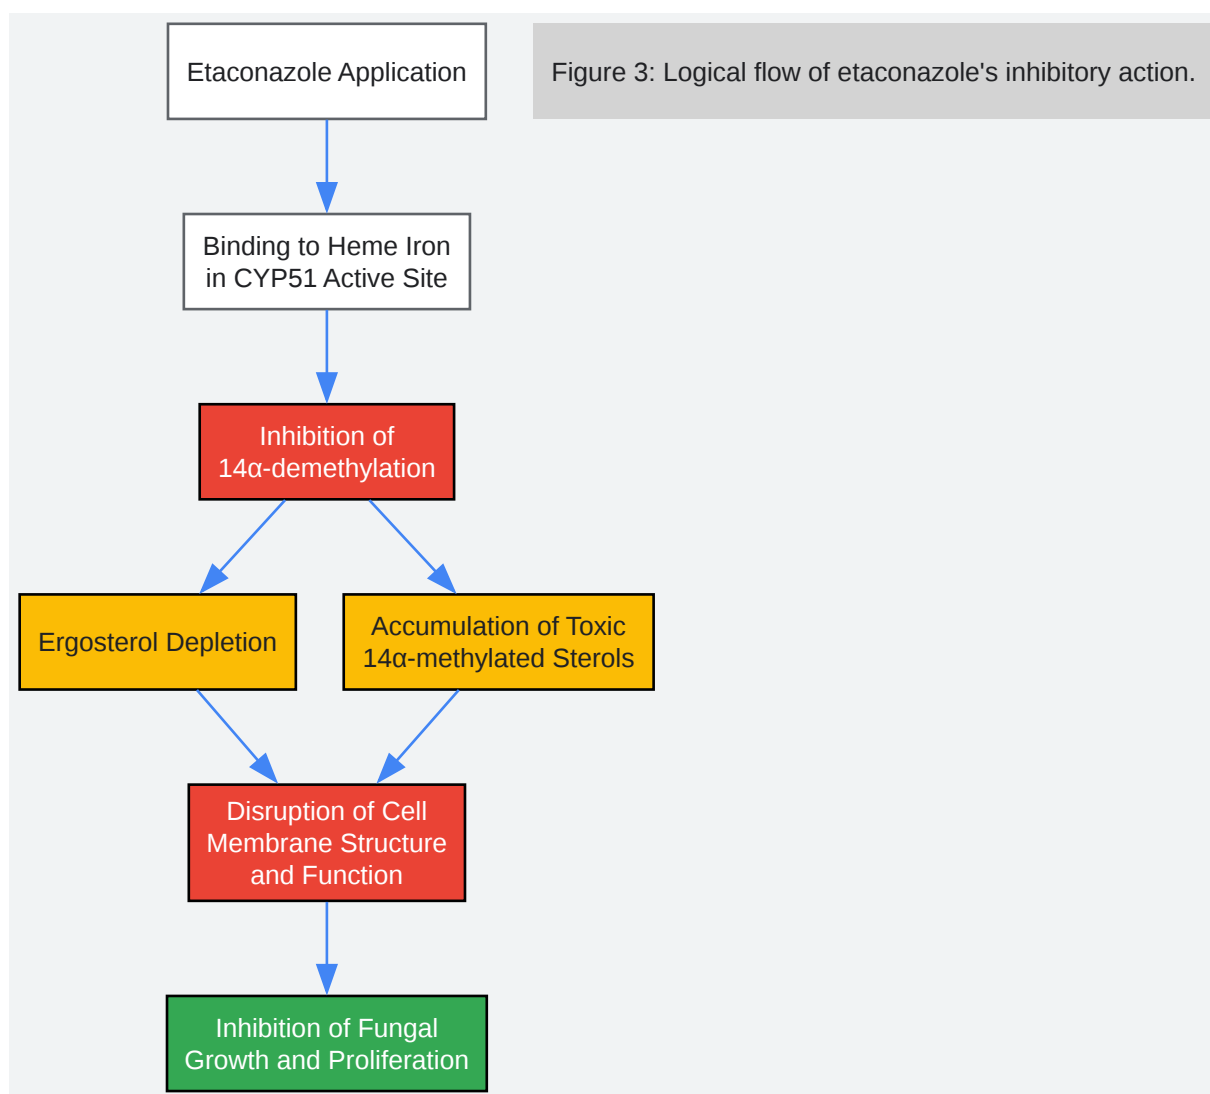 Etaconazole Application
Figure 3: Logical flow of etaconazole's inhibitory action.
Binding to Heme Iron
in CYP51 Active Site
Inhibition of
14α-demethylation
Ergosterol Depletion
Accumulation of Toxic
14α-methylated Sterols
Disruption of Cell
Membrane Structure
and Function
Inhibition of Fungal
Growth and Proliferation